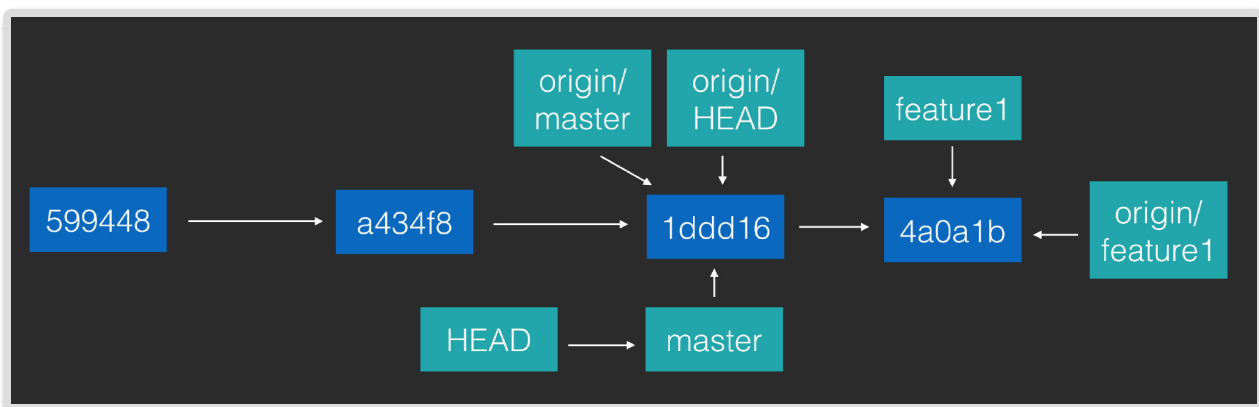 origin/
master
origin/
HEAD
feature1
599448
a434f8
1ddd16
4a0a1b
origin/
feature1
HEAD
master